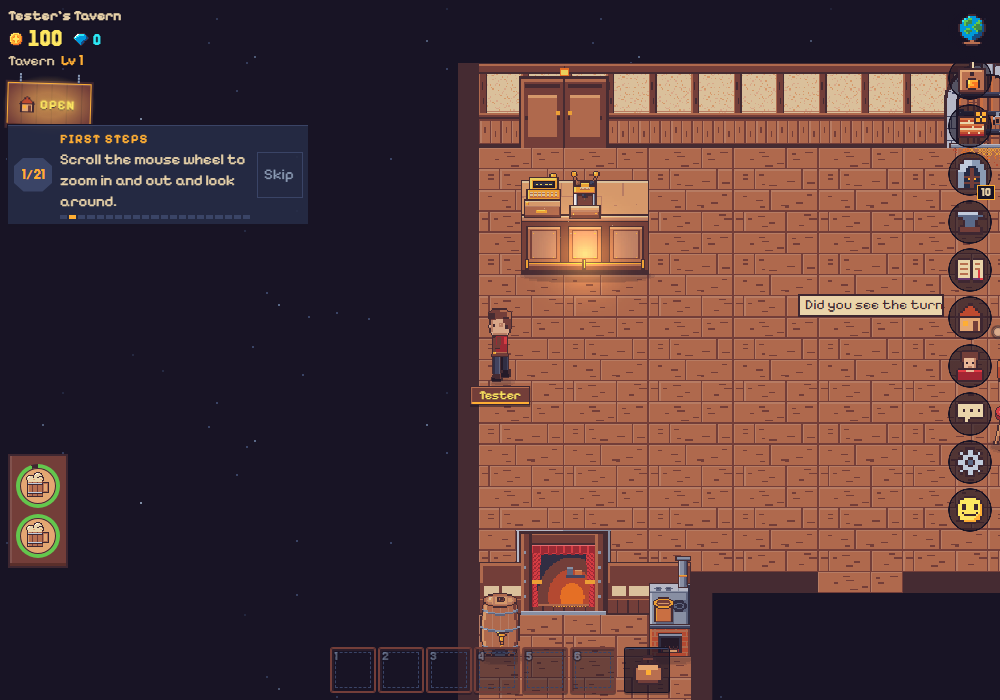 Tester's Tavern
100 0
Tavern Lv 1
OPEN
FIRST STEPS
1/21
Scroll the mouse wheel to
zoom in and out and look
around.
Skip
10
Did you see the turn
Tester
1 2 3 4 5 6